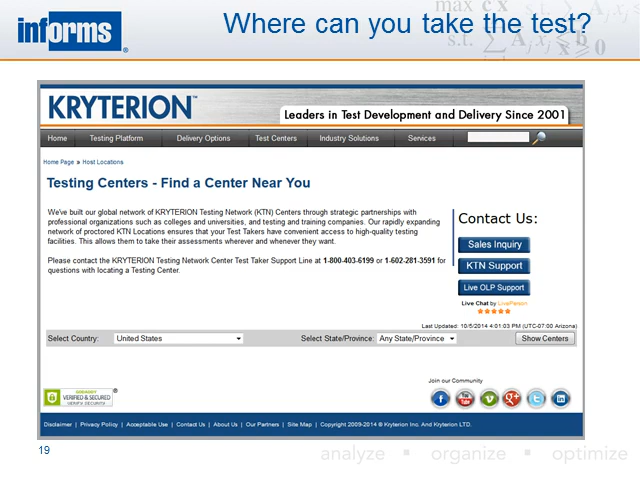 informs®
Where can you take the test?
max c x
s.t.
KRYTERION™
Leaders in Test Development and Delivery Since 2001
Home Testing Platform Delivery Options Test Centers Industry Solutions Services
Home Page » Host Locations
Testing Centers - Find a Center Near You
We've built our global network of KRYTERION Testing Network (KTN) Centers through strategic partnerships with
professional organizations such as colleges and universities, and testing and training companies. Our rapidly expanding
network of proctored KTN Locations ensures that your Test Takers have convenient access to high-quality testing
facilities. This allows them to take their assessments wherever and whenever they want.
Please contact the KRYTERION Testing Network Center Test Taker Support Line at 1-800-403-6199 or 1-602-281-3591 for
questions with locating a Testing Center.
Contact Us:
Sales Inquiry
KTN Support
Live OLP Support
Live Chat by LivePerson
Last Updated: 10/5/2014 4:01:03 PM (UTC-07:00 Arizona)
Select Country: United States Select State/Province: Any State/Province Show Centers
VERIFIED & SECURED
VERIFY SECURITY
Join our Community
Disclaimer | Privacy Policy | Acceptable Use | Contact Us | About Us | Our Partners | Site Map | Copyright 2009-2014 © Kryterion Inc. And Kryterion LTD.
19
analyze ▪ organize ▪ optimize